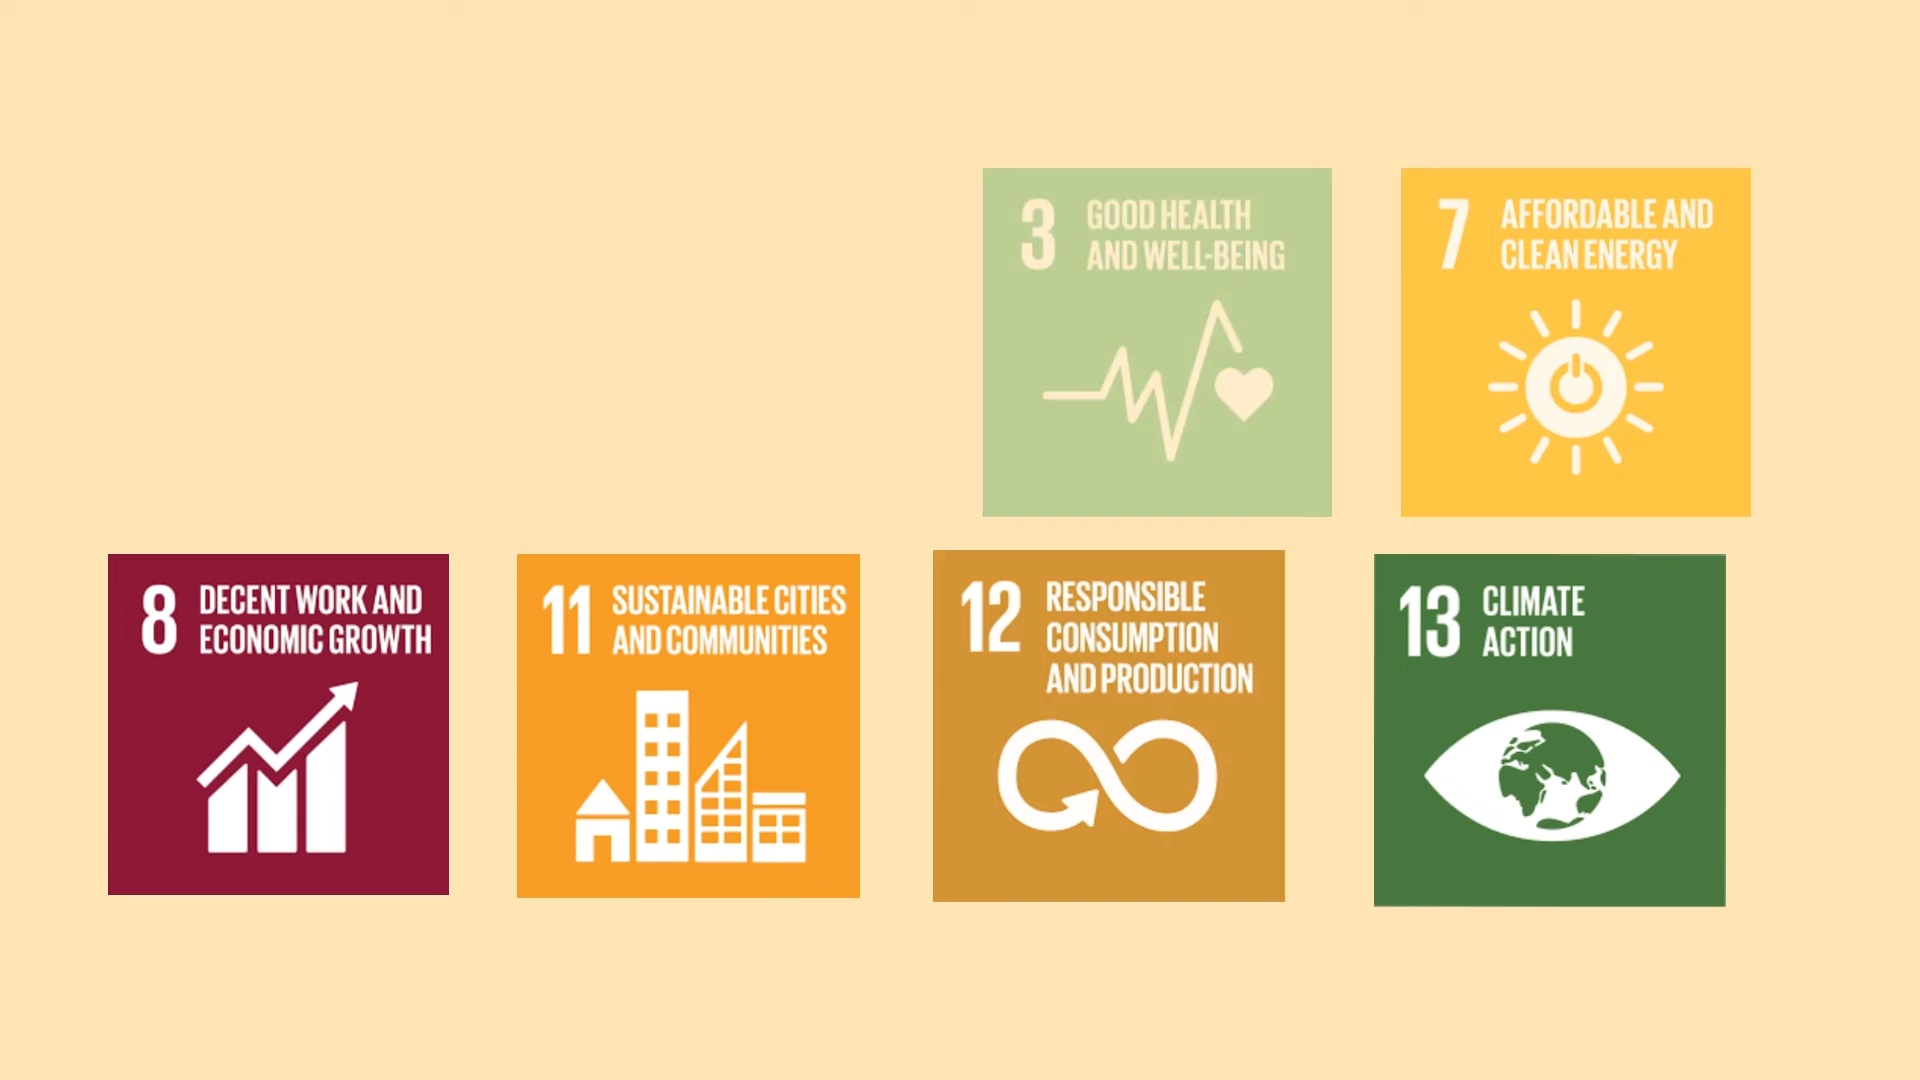 3 GOOD HEALTH
AND WELL-BEING
7 AFFORDABLE AND
CLEAN ENERGY
8 DECENT WORK AND
ECONOMIC GROWTH
11 SUSTAINABLE CITIES
AND COMMUNITIES
12 RESPONSIBLE
CONSUMPTION
AND PRODUCTION
13 CLIMATE
ACTION